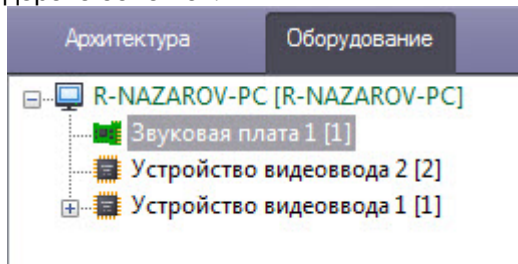 Архитектура Оборудование
R-NAZAROV-PC [R-NAZAROV-PC]
Звуковая плата 1 [1]
Устройство видеоввода 2 [2]
Устройство видеоввода 1 [1]